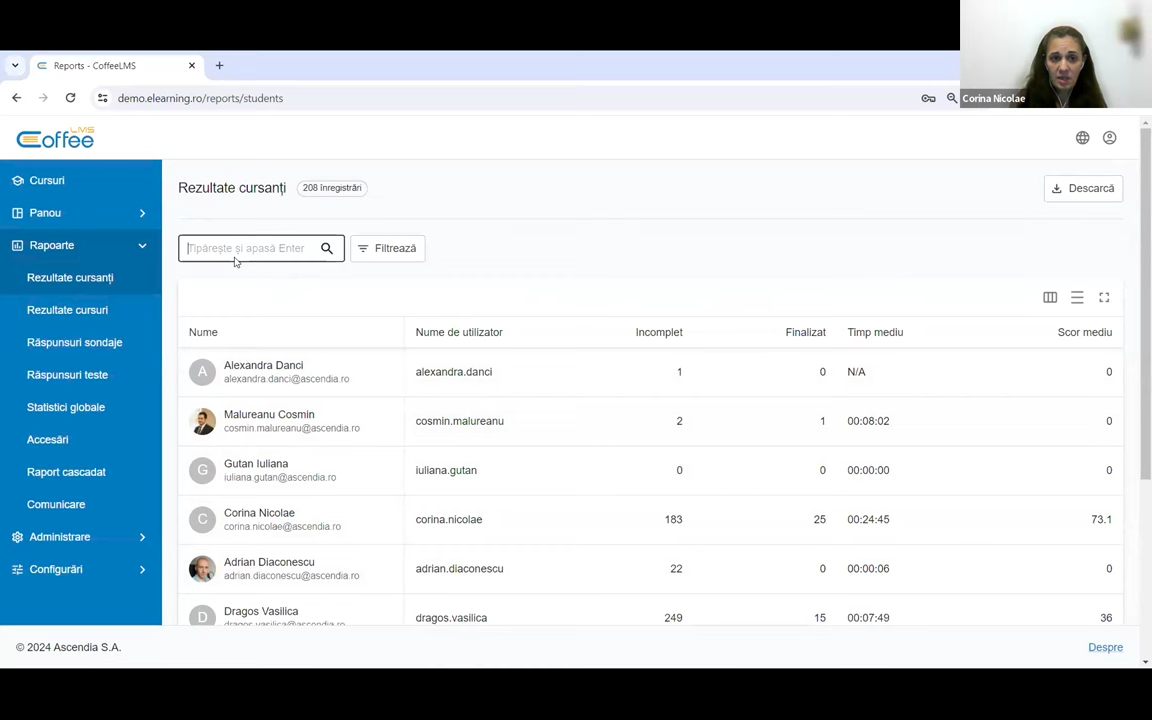 Reports - CoffeeLMS
demo.elearning.ro/reports/students
Corina Nicolae
Coffee LMS
Cursuri
Panou
Rapoarte
Rezultate cursanți
Rezultate cursuri
Răspunsuri sondaje
Răspunsuri teste
Statistici globale
Accesări
Raport cascadat
Comunicare
Administrare
Configurări
Rezultate cursanți 208 înregistrări Descarcă
Tipărește și apasă Enter Filtrează
Nume Nume de utilizator Incomplet Finalizat Timp mediu Scor mediu
A Alexandra Danci alexandra.danci 1 0 N/A 0
alexandra.danci@ascendia.ro
Malureanu Cosmin cosmin.malureanu 2 1 00:08:02 0
cosmin.malureanu@ascendia.ro
G Gutan Iuliana iuliana.gutan 0 0 00:00:00 0
iuliana.gutan@ascendia.ro
C Corina Nicolae corina.nicolae 183 25 00:24:45 73.1
corina.nicolae@ascendia.ro
Adrian Diaconescu adrian.diaconescu 22 0 00:00:06 0
adrian.diaconescu@ascendia.ro
D Dragos Vasilica dragos.vasilica 249 15 00:07:49 36
dragos.vasilica@ascendia.ro
© 2024 Ascendia S.A. Despre